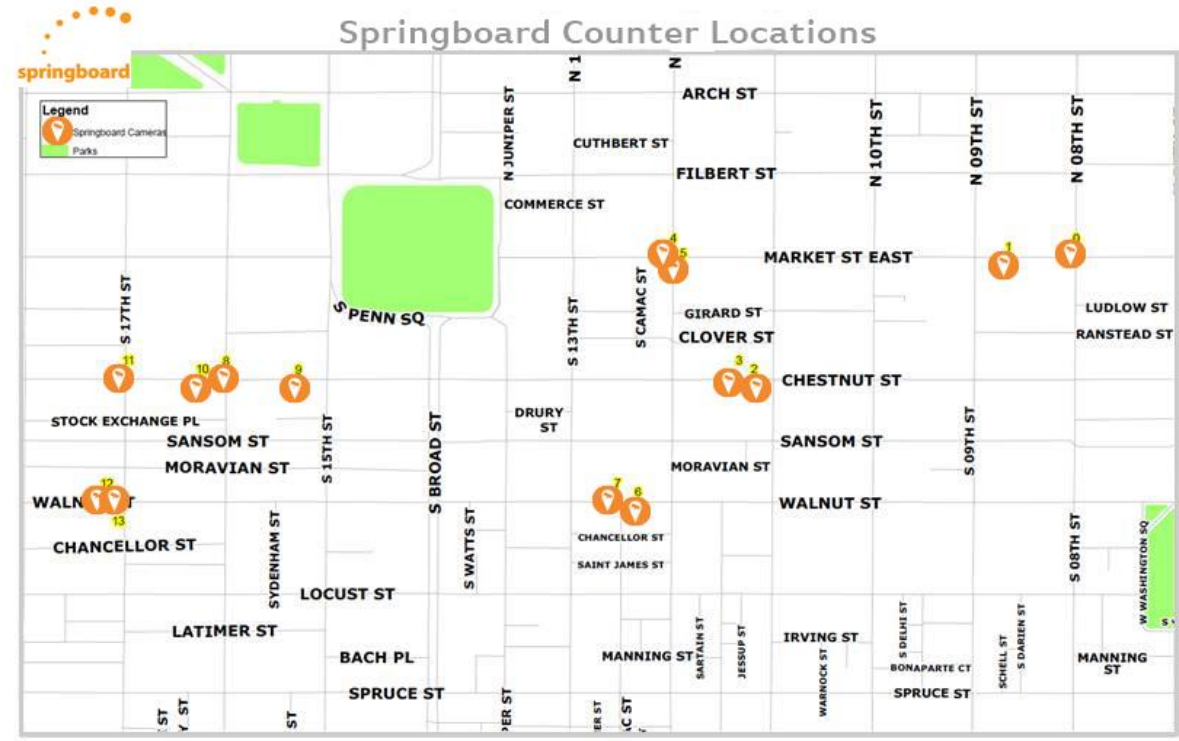 Springboard Counter Locations
springboard
Legend
Springboard Cameras
Parks
N 1
N
ARCH ST
N JUNIPER ST
CUTHBERT ST
N 10TH ST
N 09TH ST
N 08TH ST
FILBERT ST
COMMERCE ST
4
5
MARKET ST EAST
1
0
S 17TH ST
S PENN SQ
S 13TH ST
S CAMAC ST
GIRARD ST
CLOVER ST
LUDLOW ST
RANSTEAD ST
11
10
8
9
3
2
CHESTNUT ST
STOCK EXCHANGE PL
DRURY
ST
SANSOM ST
SANSOM ST
MORAVIAN ST
MORAVIAN ST
S 15TH ST
S BROAD ST
S 09TH ST
12
13
7
6
WALNUT ST
CHANCELLOR ST
CHANCELLOR ST
SAINT JAMES ST
SYDENHAM ST
S WATTS ST
S 08TH ST
W WASHINGTON SQ
LOCUST ST
LATIMER ST
BACH PL
MANNING ST
SARTAIN ST
JESSUP ST
IRVING ST
WARNOCK ST
S DELHI ST
BONAPARTE CT
SCHELL ST
S DARIEN ST
MANNING
ST
SPRUCE ST
SPRUCE ST
ST
ST